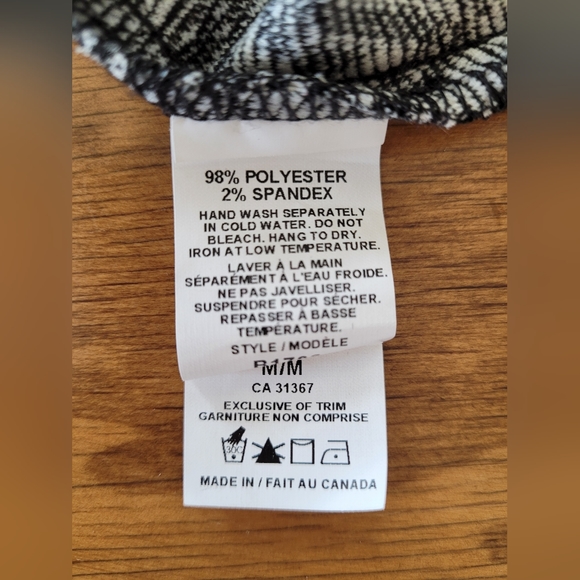 98% POLYESTER
2% SPANDEX
HAND WASH SEPARATELY
IN COLD WATER. DO NOT
BLEACH. HANG TO DRY.
IRON AT LOW TEMPERATURE.
LAVER À LA MAIN
SÉPARÉMENT À L'EAU FROIDE.
NE PAS JAVELLISER.
SUSPENDRE POUR SÉCHER.
REPASSER À BASSE
TEMPÉRATURE.
STYLE / MODÈLE
M/M
CA 31367
EXCLUSIVE OF TRIM
GARNITURE NON COMPRISE
30C
MADE IN / FAIT AU CANADA